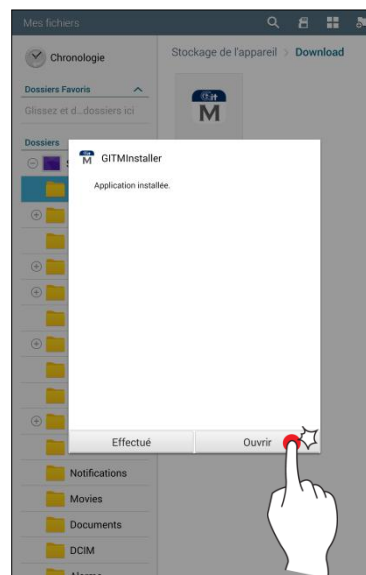 Mes fichiers
Chronologie
Stockage de l'appareil > Download
Dossiers Favoris
Glissez et d...dossiers ici
Dossiers
Git
M
M
GITMInstaller
Application installée.
Effectué
Ouvrir
Notifications
Movies
Documents
DCIM